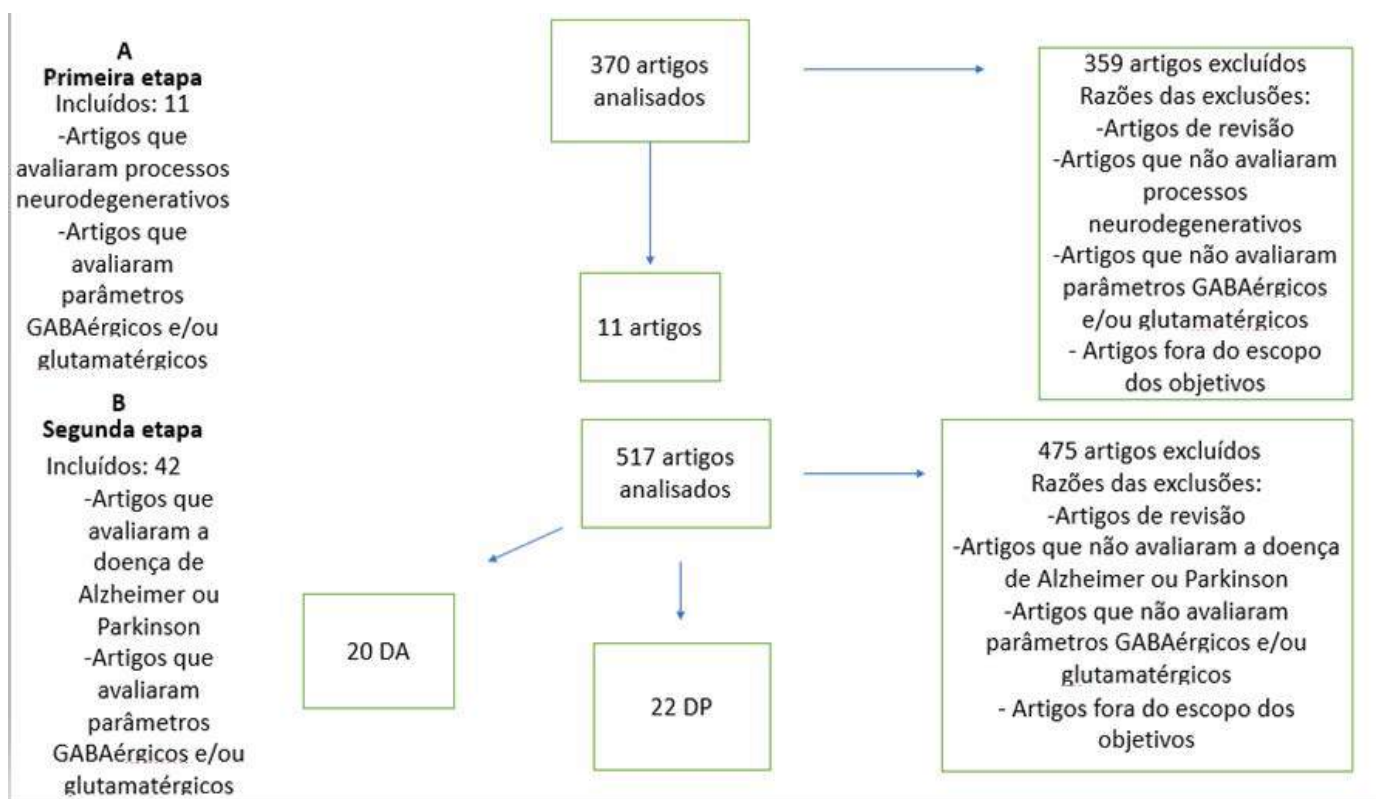 A
Primeira etapa
Incluídos: 11
-Artigos que
avaliaram processos
neurodegenerativos
-Artigos que
avaliaram
parâmetros
GABAérgicos e/ou
glutamatérgicos
370 artigos
analisados
359 artigos excluídos
Razões das exclusões:
-Artigos de revisão
-Artigos que não avaliaram
processos
neurodegenerativos
-Artigos que não avaliaram
parâmetros GABAérgicos
e/ou glutamatérgicos
- Artigos fora do escopo
dos objetivos
11 artigos
B
Segunda etapa
Incluídos: 42
-Artigos que
avaliaram a
doença de
Alzheimer ou
Parkinson
-Artigos que
avaliaram
parâmetros
GABAérgicos e/ou
glutamatérgicos
517 artigos
analisados
475 artigos excluídos
Razões das exclusões:
-Artigos de revisão
-Artigos que não avaliaram a doença
de Alzheimer ou Parkinson
-Artigos que não avaliaram
parâmetros GABAérgicos e/ou
glutamatérgicos
- Artigos fora do escopo dos
objetivos
20 DA
22 DP